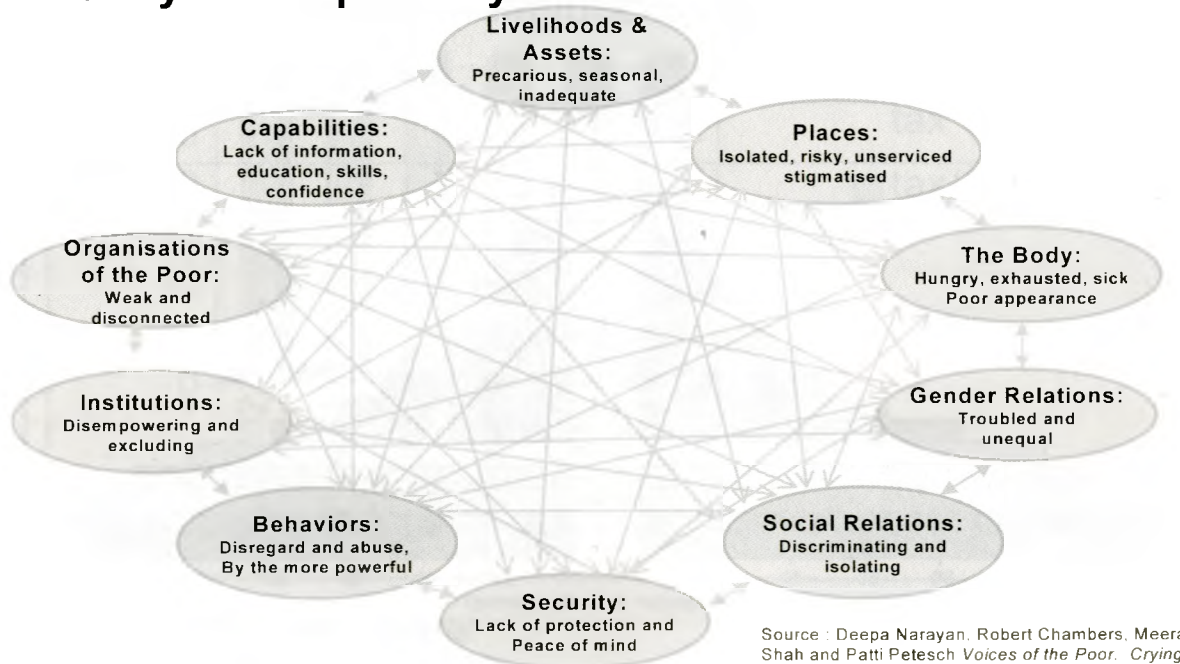 Livelihoods &
Assets:
Precarious, seasonal,
inadequate
Capabilities:
Lack of information,
education, skills,
confidence
Places:
Isolated, risky, unserviced
stigmatised
Organisations
of the Poor:
Weak and
disconnected
The Body:
Hungry, exhausted, sick
Poor appearance
Institutions:
Disempowering and
excluding
Gender Relations:
Troubled and
unequal
Behaviors:
Disregard and abuse,
By the more powerful
Social Relations:
Discriminating and
isolating
Security:
Lack of protection and
Peace of mind
Source : Deepa Narayan, Robert Chambers, Meera
Shah and Patti Petesch Voices of the Poor. Crying